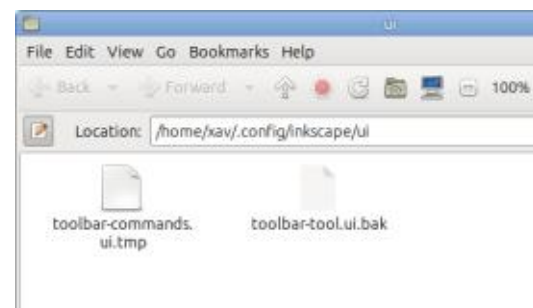 ui
File Edit View Go Bookmarks Help
Back Forward 100%
Location: /home/xav/.config/inkscape/ui
toolbar-commands.
ui.tmp
toolbar-tool.ui.bak